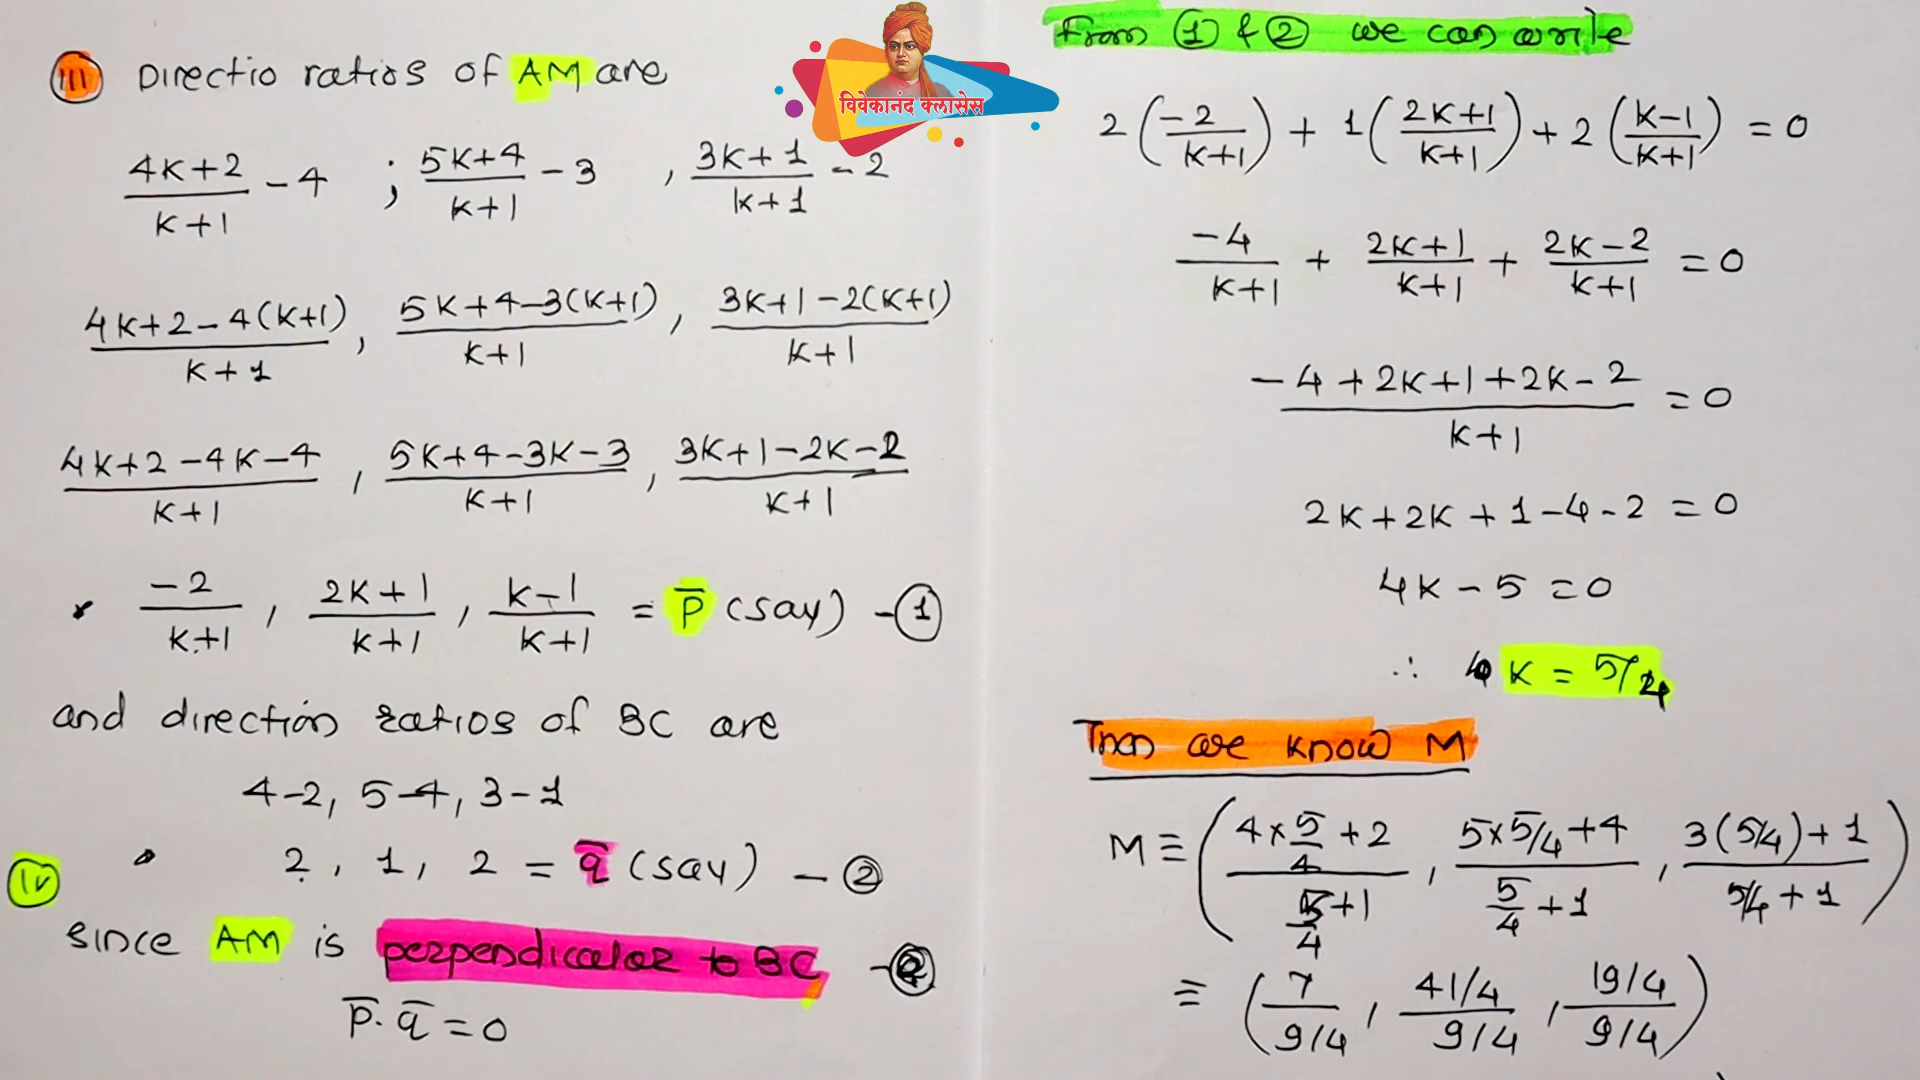 (iii) Directio ratios of AM are
(4K+2)/(K+1) - 4 ; (5K+4)/(K+1) - 3 , (3K+1)/(K+1) - 2
(4K+2-4(K+1))/(K+1) , (5K+4-3(K+1))/(K+1) , (3K+1-2(K+1))/(K+1)
(4K+2-4K-4)/(K+1) , (5K+4-3K-3)/(K+1) , (3K+1-2K-2)/(K+1)
-2/(K+1) , (2K+1)/(K+1) , (K-1)/(K+1) = p̅ (say) - ①
and direction ratios of BC are
4-2, 5-4, 3-1
2, 1, 2 = q̅ (say) - ②
(iv)
since AM is perpendicular to BC
p̅ . q̅ = 0
विवेकानंद क्लासेस
From ① & ② we can write
2(-2/(K+1)) + 1((2K+1)/(K+1)) + 2((K-1)/(K+1)) = 0
-4/(K+1) + (2K+1)/(K+1) + (2K-2)/(K+1) = 0
(-4+2K+1+2K-2)/(K+1) = 0
2K+2K+1-4-2 = 0
4K-5 = 0
∴ K = 5/4
Then we know M
M ≡ ((4×5/4+2)/(5/4+1) , (5×5/4+4)/(5/4+1) , (3(5/4)+1)/(5/4+1))
≡ (7/(9/4) , (41/4)/(9/4) , (19/4)/(9/4))